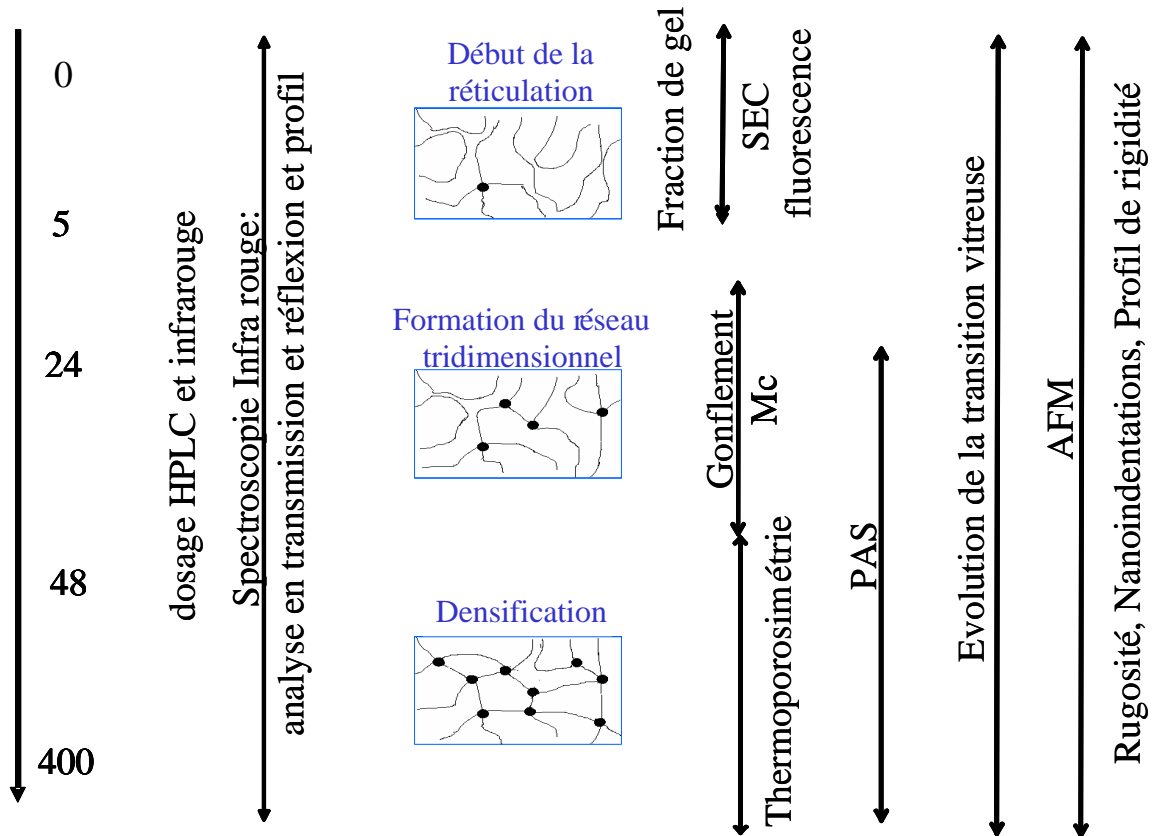 0
5
24
48
400
dosage HPLC et infrarouge
Spectroscopie Infra rouge:
analyse en transmission et réflexion et profil
Début de la
réticulation
Formation du réseau
tridimensionnel
Densification
Fraction de gel
SEC
fluorescence
Gonflement
Mc
Thermoporosimétrie
PAS
Evolution de la transition vitreuse
AFM
Rugosité, Nanoindentations, Profil de rigidité